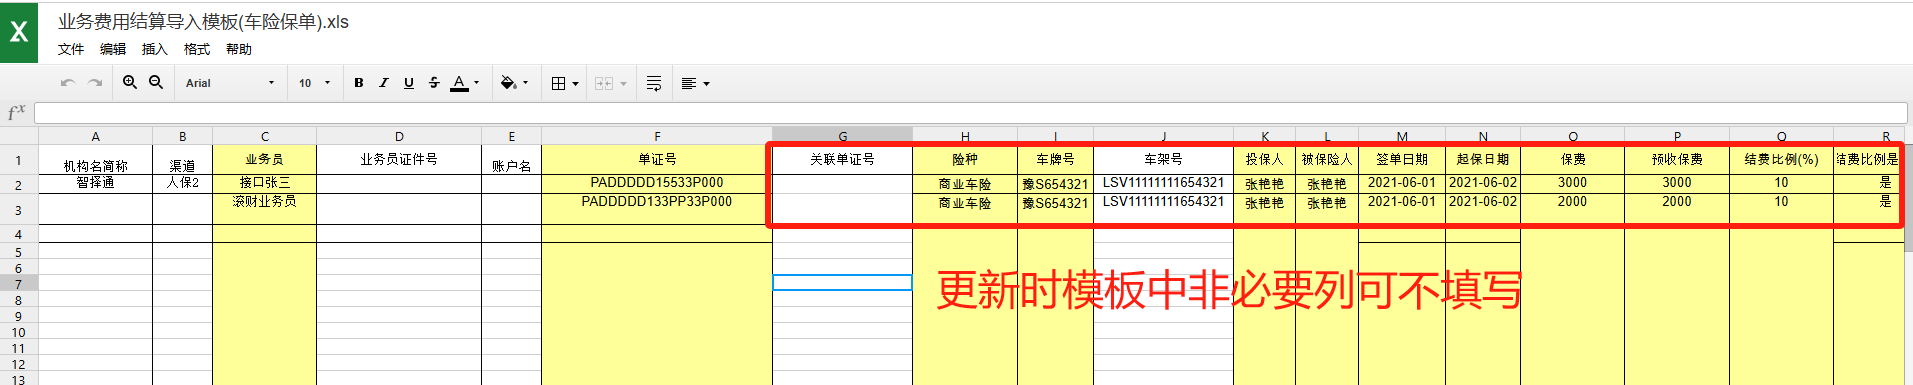 业务费用结算导入模板(车险保单).xls
文件 编辑 插入 格式 帮助
Arial 10 B I U S A
fx
A B C D E F G H I J K L M N O P Q R
1 机构名简称 渠道 业务员 业务员证件号 账户名 单证号 关联单证号 险种 车牌号 车架号 投保人 被保险人 签单日期 起保日期 保费 预收保费 结费比例(%) 结费比例是
2 智择通 人保2 接口张三 PADDDDD15533P000 商业车险 豫S654321 LSV11111111654321 张艳艳 张艳艳 2021-06-01 2021-06-02 3000 3000 10 是
3 滚财业务员 PADDDDD133PP33P000 商业车险 豫S654321 LSV11111111654321 张艳艳 张艳艳 2021-06-01 2021-06-02 2000 2000 10 是
4
5
6
7 更新时模板中非必要列可不填写
8
9
10
11
12
13